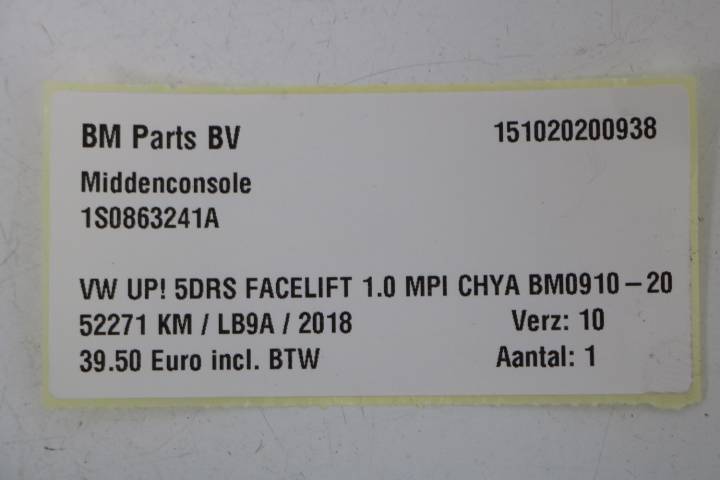 BM Parts BV 151020200938
Middenconsole
1S0863241A
VW UP! 5DRS FACELIFT 1.0 MPI CHYA BM0910-20
52271 KM / LB9A / 2018 Verz: 10
39.50 Euro incl. BTW Aantal: 1